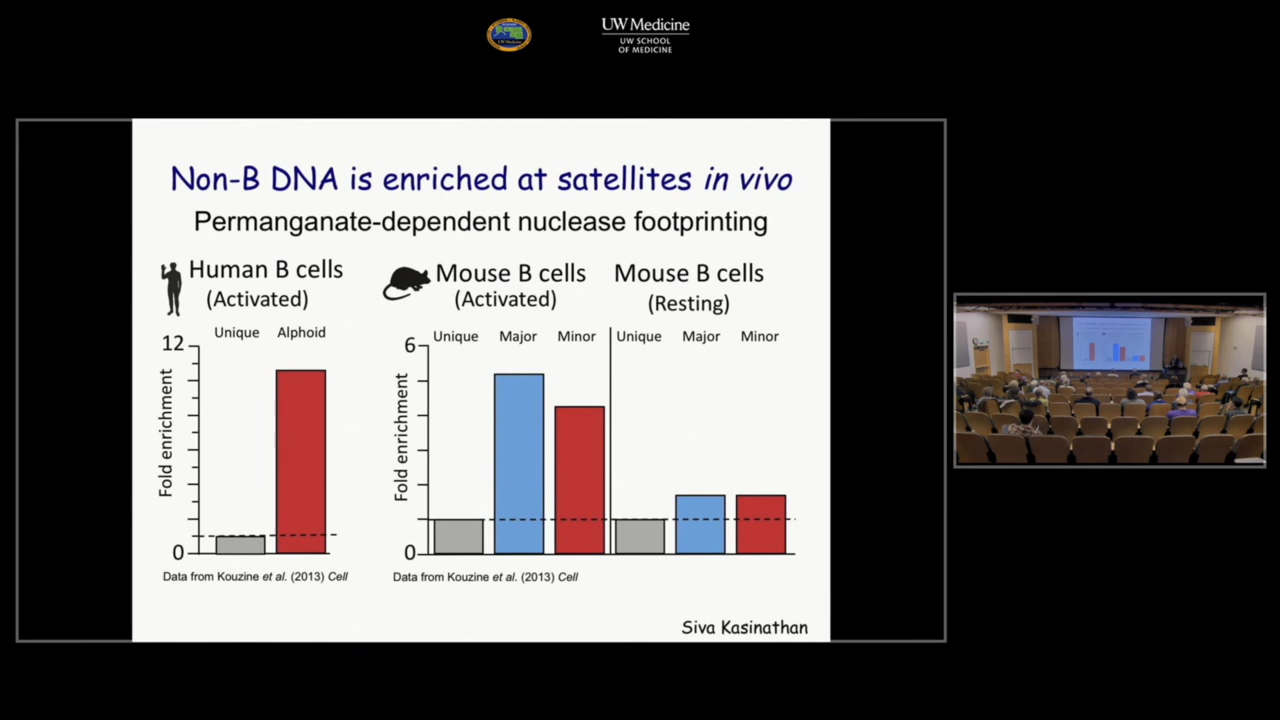 UW Medicine
UW SCHOOL
OF MEDICINE
Non-B DNA is enriched at satellites in vivo
Permanganate-dependent nuclease footprinting
Human B cells
(Activated)
Mouse B cells
(Activated)
Mouse B cells
(Resting)
Unique Alphoid
12
Fold enrichment
0
Unique Major Minor Unique Major Minor
6
Fold enrichment
0
Data from Kouzine et al. (2013) Cell
Data from Kouzine et al. (2013) Cell
Siva Kasinathan